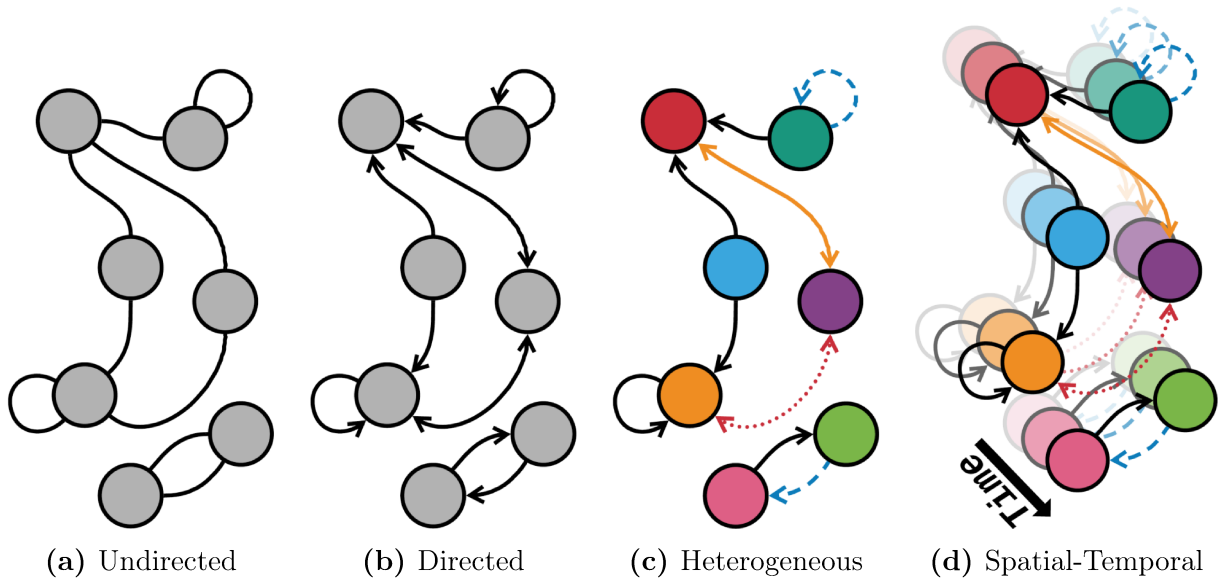 Time
(a) Undirected
(b) Directed
(c) Heterogeneous
(d) Spatial-Temporal